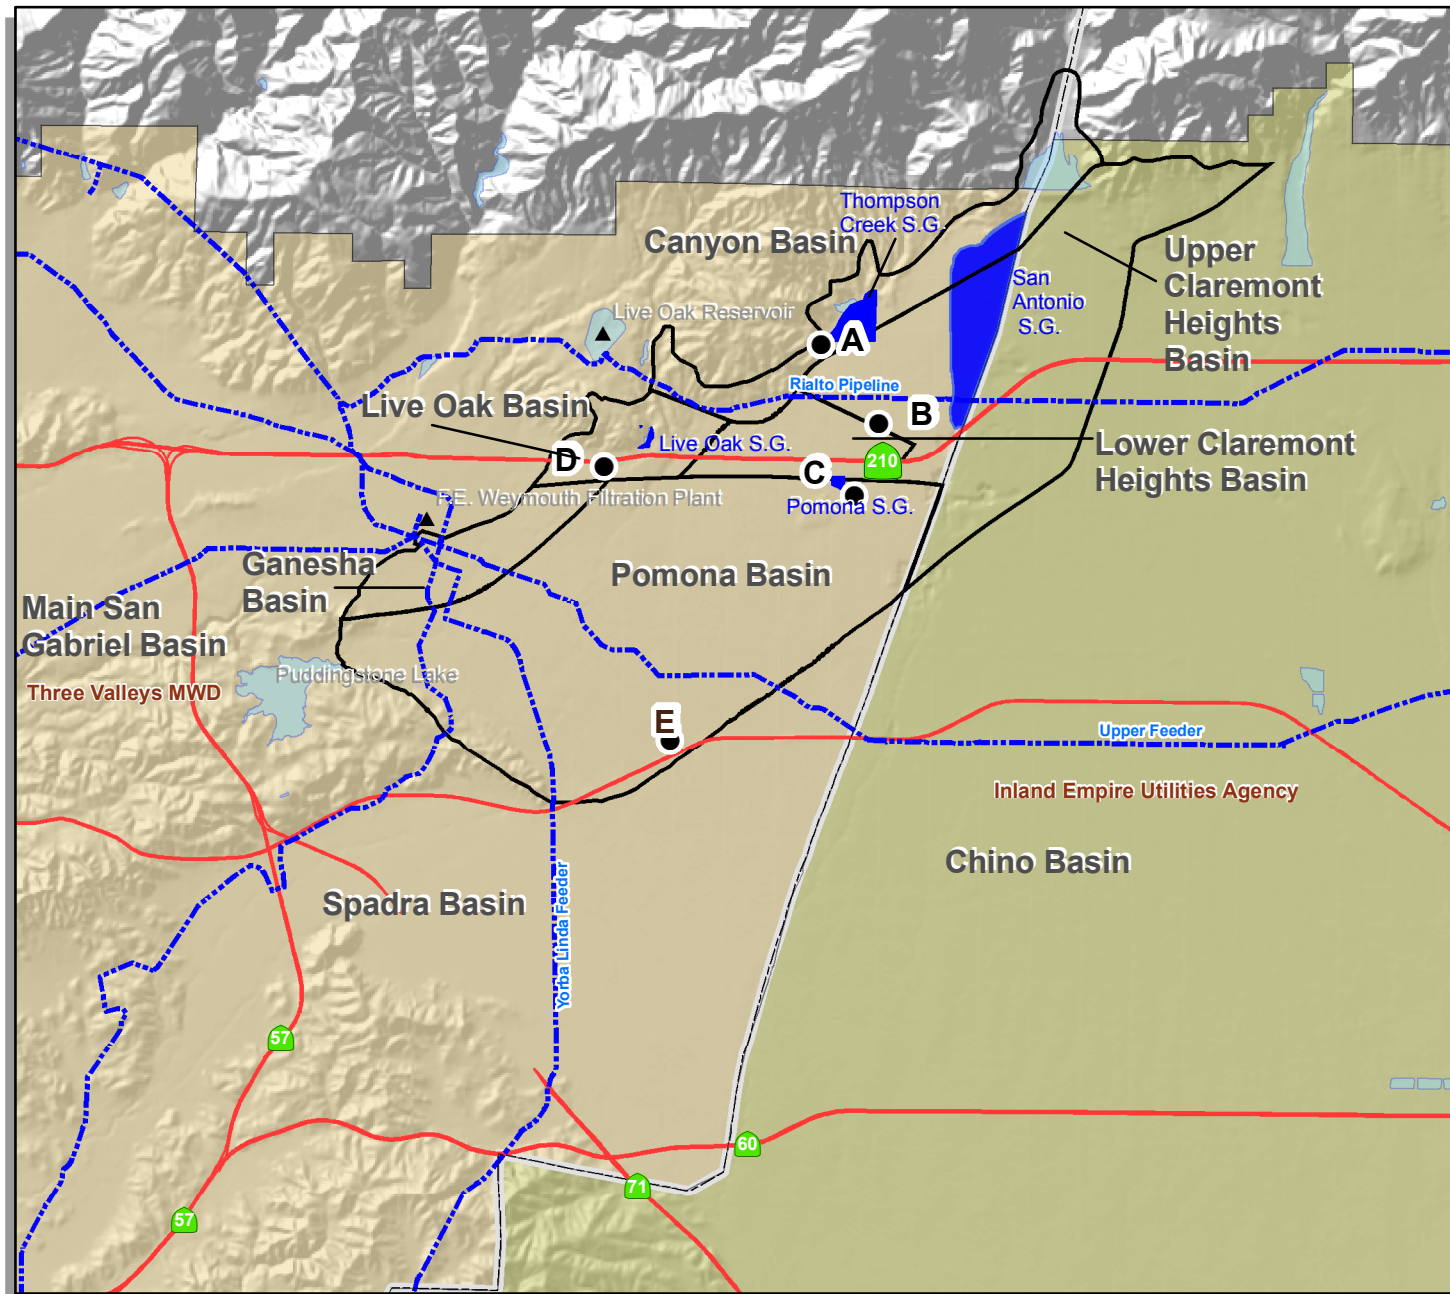 Thompson
Creek S.G.
Canyon Basin
Upper
Claremont
Heights
Basin
San
Antonio
S.G.
Live Oak Reservoir
A
Rialto Pipeline
Live Oak Basin
B
Live Oak S.G.
Lower Claremont
Heights Basin
D
210
C
F.E. Weymouth Filtration Plant
Pomona S.G.
Ganesha
Basin
Pomona Basin
Main San
Gabriel Basin
Puddingstone Lake
Three Valleys MWD
E
Upper Feeder
Inland Empire Utilities Agency
Chino Basin
Spadra Basin
Yorba Linda Feeder
57
60
71
57